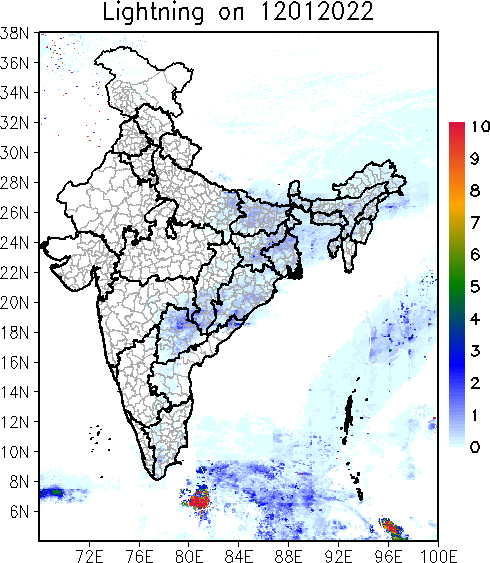 Lightning on 12012022
38N
36N
34N
32N
30N
28N
26N
24N
22N
20N
18N
16N
14N
12N
10N
8N
6N
72E 76E 80E 84E 88E 92E 96E 100E
10
9
8
7
6
5
4
3
2
1
0